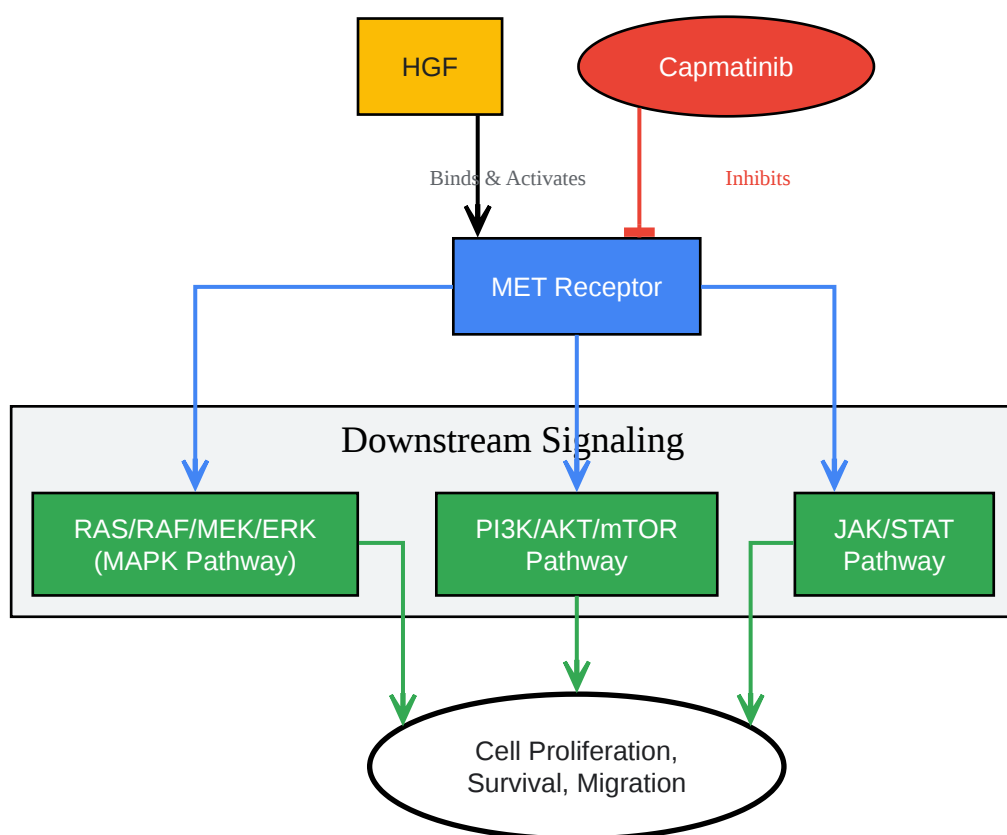 HGF
Capmatinib
Binds & Activates
Inhibits
MET Receptor
Downstream Signaling
RAS/RAF/MEK/ERK
(MAPK Pathway)
PI3K/AKT/mTOR
Pathway
JAK/STAT
Pathway
Cell Proliferation,
Survival, Migration